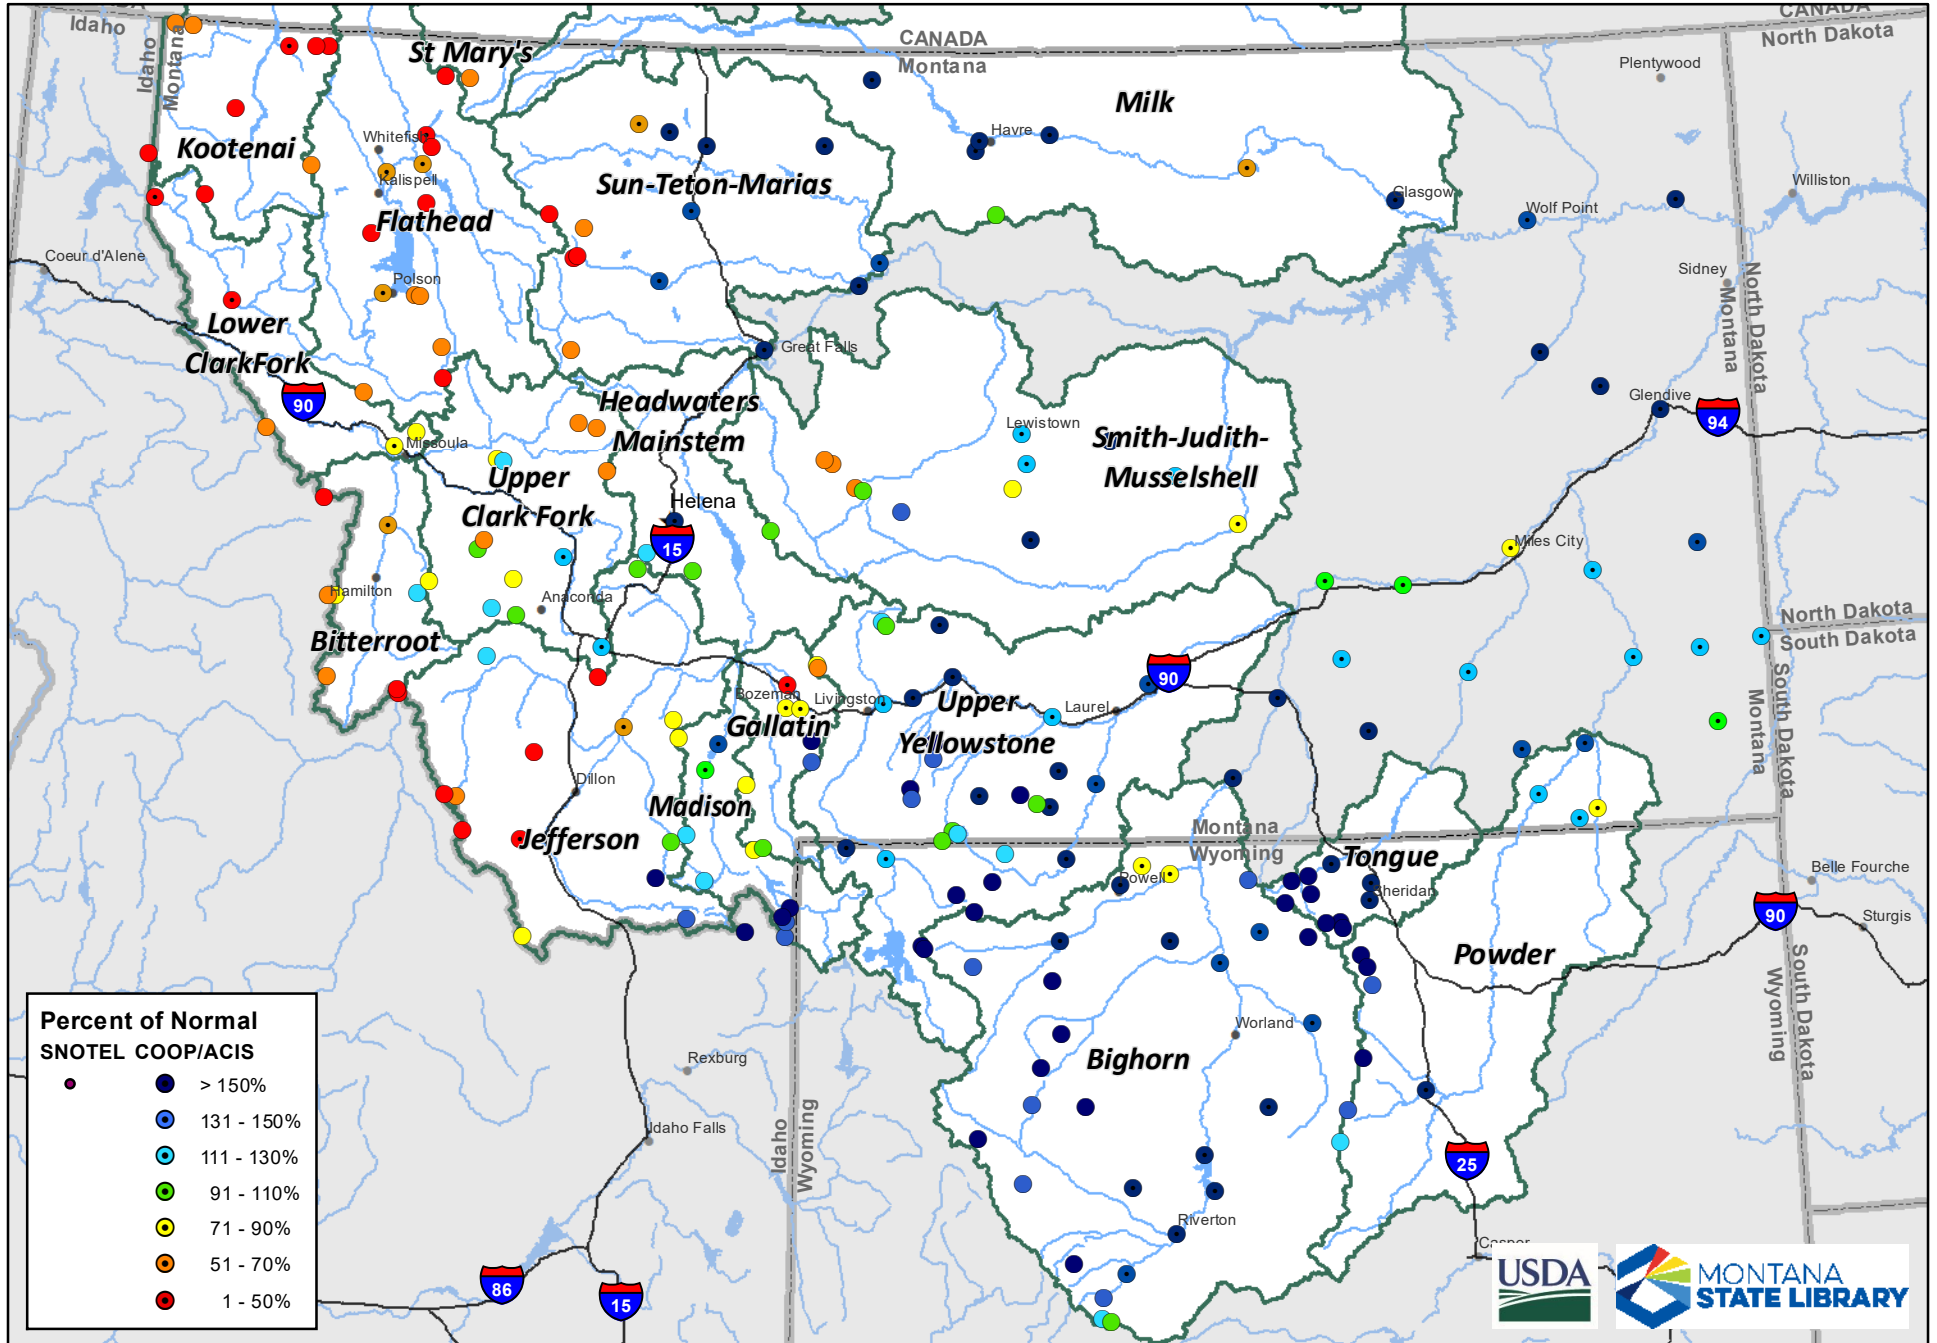 Idaho
Idaho
Montana
CANADA
Montana
CANADA
North Dakota
St Mary's
Milk
Plentywood
Kootenai
Whitefis
Kalispell
Flathead
Sun-Teton-Marias
Havre
Glasgow
Wolf Point
Williston
Coeur d'Alene
Polson
Sidney
Montana
North Dakota
Lower
ClarkFork
90
Great Falls
Headwaters
Mainstem
Lewistown
Smith-Judith-
Musselshell
Glendive
94
Missoula
Upper
Clark Fork
Helena
15
Miles City
Hamilton
Anaconda
Bitterroot
North Dakota
South Dakota
Bozeman
Livingston
Gallatin
Upper
Yellowstone
Laurel
90
Montana
South Dakota
Dillon
Madison
Jefferson
Montana
Wyoming
Tongue
Powell
Sheridan
Belle Fourche
90
Sturgis
Powder
Wyoming
South Dakota
Worland
Bighorn
Rexburg
Idaho Falls
Idaho
Wyoming
Riverton
25
Casper
86
15
Percent of Normal
SNOTEL COOP/ACIS
> 150%
131 - 150%
111 - 130%
91 - 110%
71 - 90%
51 - 70%
1 - 50%
USDA
MONTANA
STATE LIBRARY